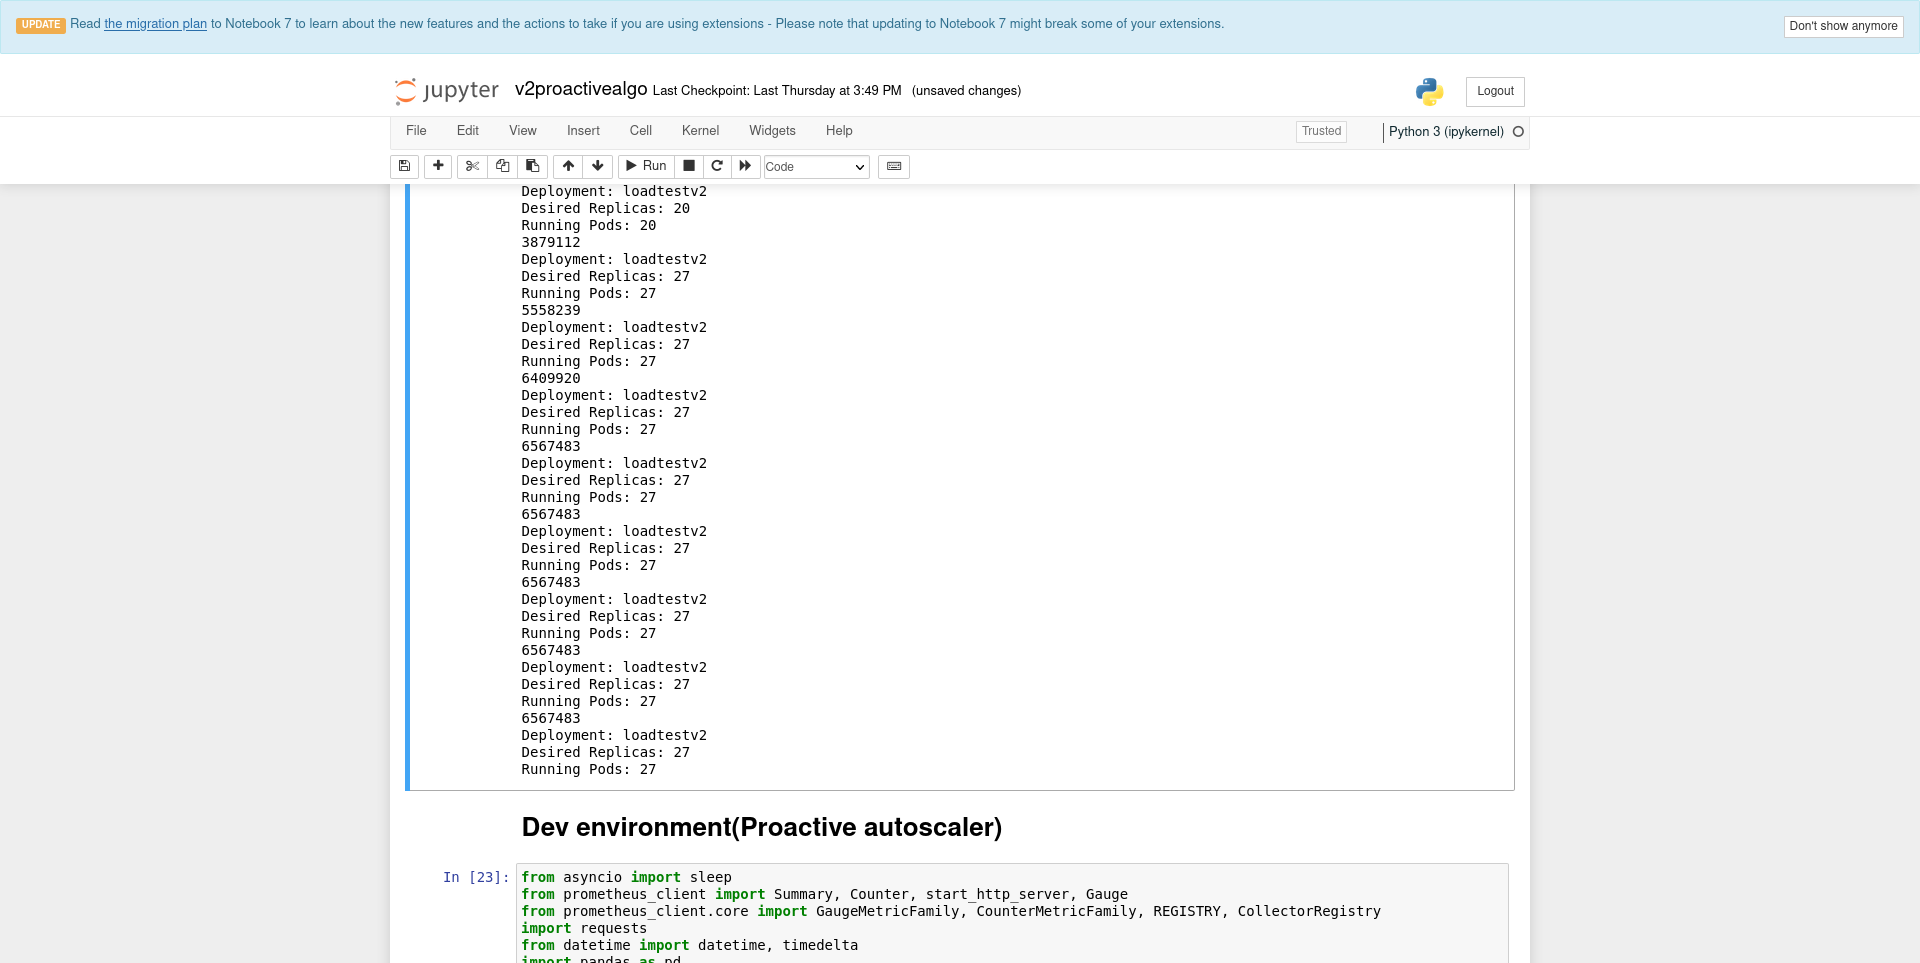 UPDATE Read the migration plan to Notebook 7 to learn about the new features and the actions to take if you are using extensions - Please note that updating to Notebook 7 might break some of your extensions. Don't show anymore
jupyter v2proactivealgo Last Checkpoint: Last Thursday at 3:49 PM (unsaved changes) Logout
File Edit View Insert Cell Kernel Widgets Help Trusted Python 3 (ipykernel)
Run Code
Deployment: loadtestv2
Desired Replicas: 20
Running Pods: 20
3879112
Deployment: loadtestv2
Desired Replicas: 27
Running Pods: 27
5558239
Deployment: loadtestv2
Desired Replicas: 27
Running Pods: 27
6409920
Deployment: loadtestv2
Desired Replicas: 27
Running Pods: 27
6567483
Deployment: loadtestv2
Desired Replicas: 27
Running Pods: 27
6567483
Deployment: loadtestv2
Desired Replicas: 27
Running Pods: 27
6567483
Deployment: loadtestv2
Desired Replicas: 27
Running Pods: 27
6567483
Deployment: loadtestv2
Desired Replicas: 27
Running Pods: 27
6567483
Deployment: loadtestv2
Desired Replicas: 27
Running Pods: 27
Dev environment(Proactive autoscaler)
In [23]: from asyncio import sleep
from prometheus_client import Summary, Counter, start_http_server, Gauge
from prometheus_client.core import GaugeMetricFamily, CounterMetricFamily, REGISTRY, CollectorRegistry
import requests
from datetime import datetime, timedelta
import pandas as pd